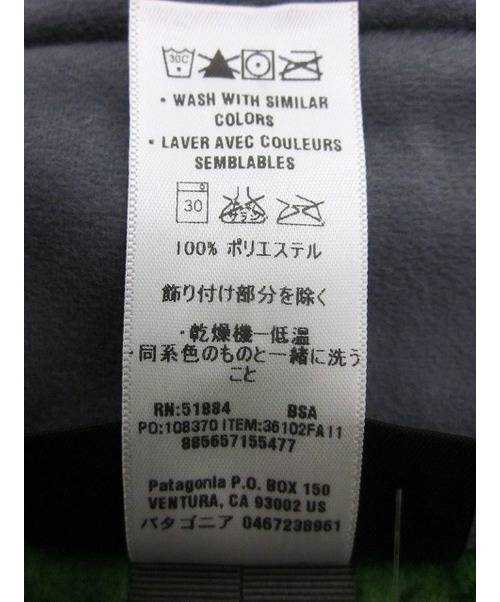 30C
• WASH WITH SIMILAR
COLORS
• LAVER AVEC COULEURS
SEMBLABLES
30
100% ポリエステル
飾り付け部分を除く
・乾燥機ー低温
・同系色のものと一緒に洗う
こと
RN:51884 BSA
PO:108370 ITEM:36102FA11
885657155477
Patagonia P.O. BOX 150
VENTURA, CA 93002 US
パタゴニア 0467238961